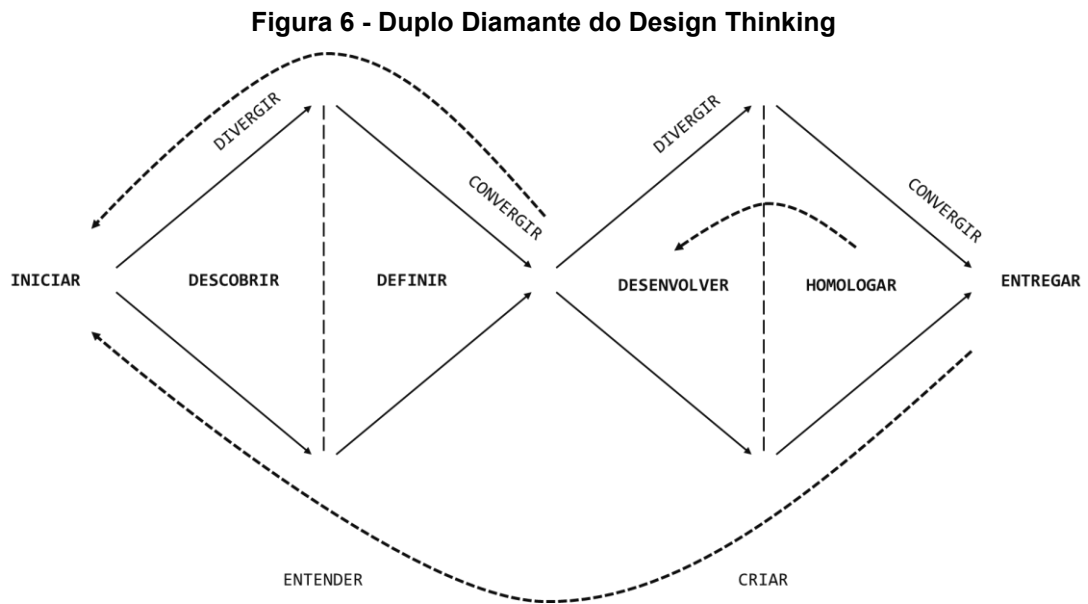 Figura 6 - Duplo Diamante do Design Thinking
DIVERGIR
CONVERGIR
DIVERGIR
CONVERGIR
INICIAR
DESCOBRIR
DEFINIR
DESENVOLVER
HOMOLOGAR
ENTREGAR
ENTENDER
CRIAR